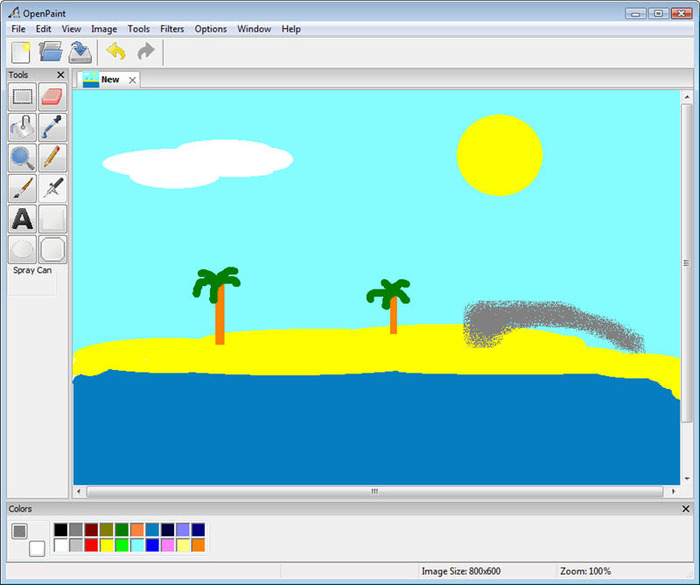 OpenPaint
File Edit View Image Tools Filters Options Window Help
Tools
New
A
Spray Can
Colors
Image Size: 800x600 Zoom: 100%